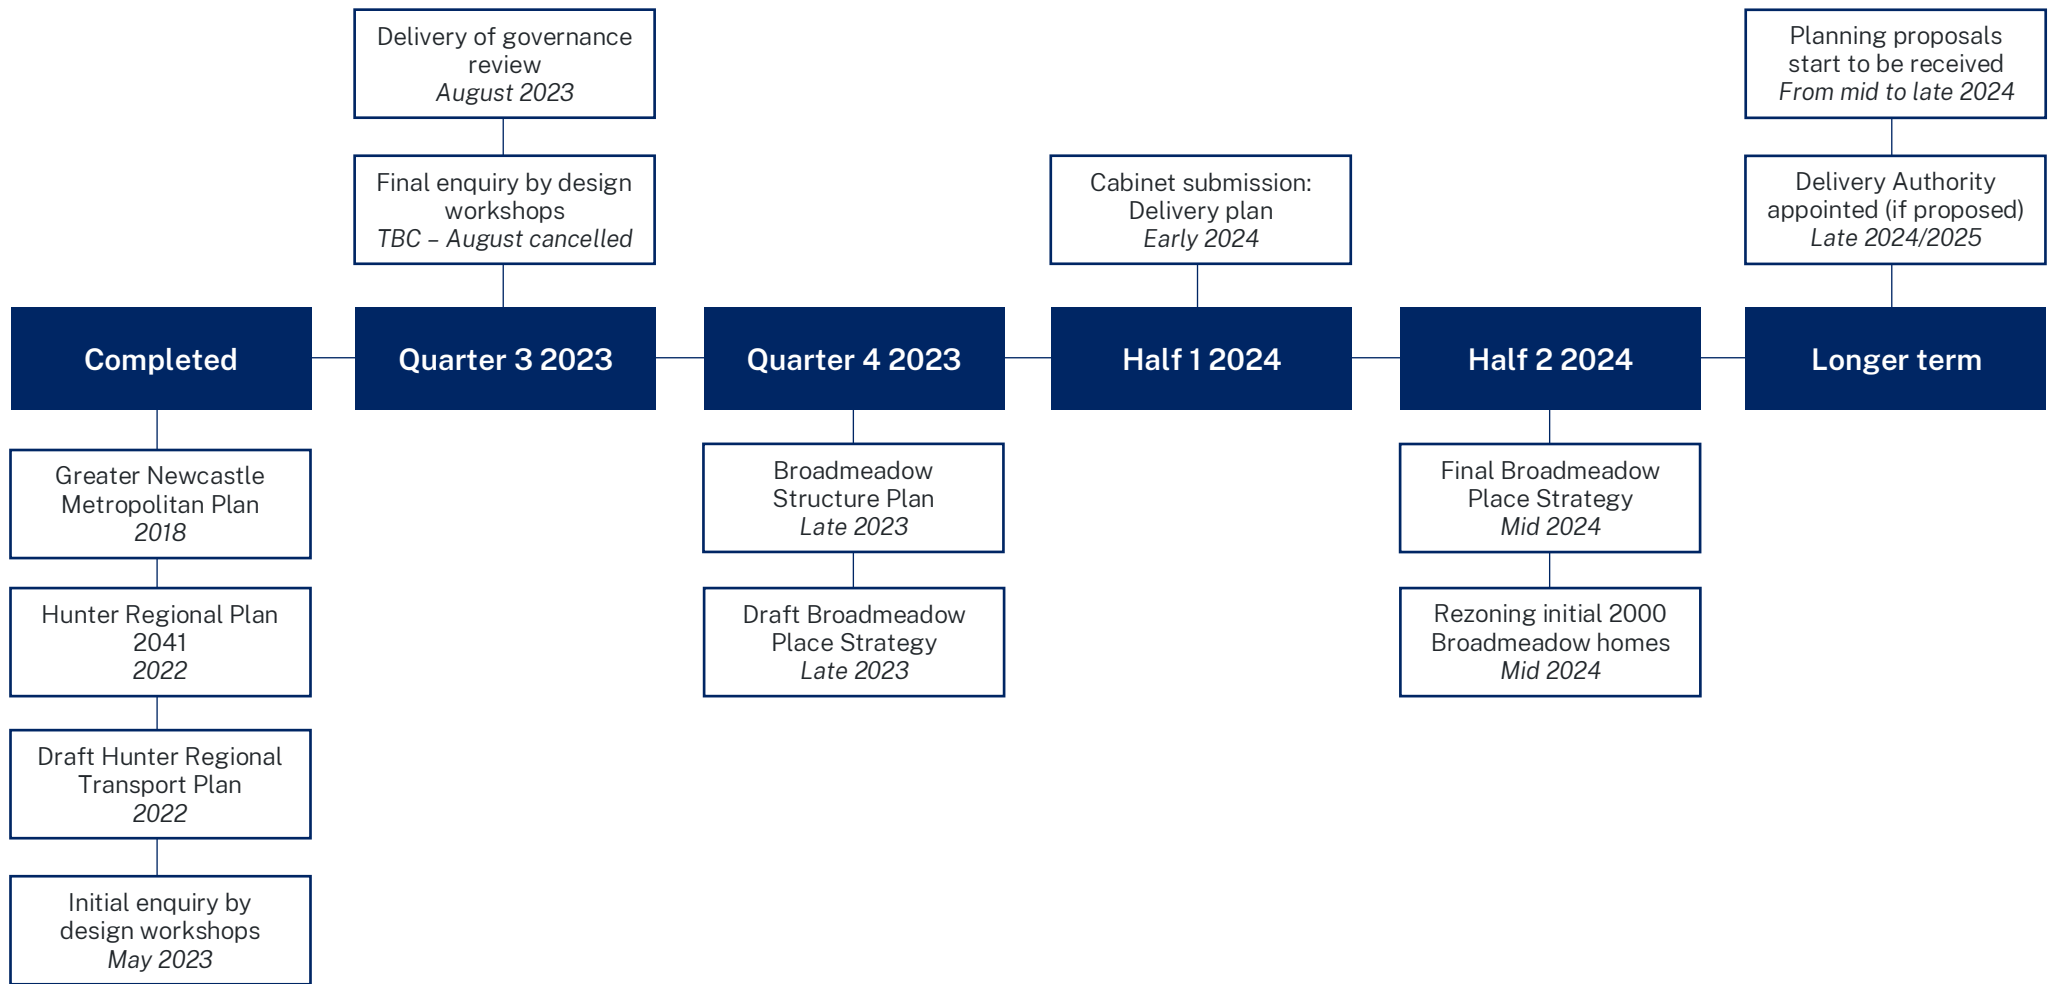 Delivery of governance
review
August 2023
Planning proposals
start to be received
From mid to late 2024
Final enquiry by design
workshops
TBC – August cancelled
Cabinet submission:
Delivery plan
Early 2024
Delivery Authority
appointed (if proposed)
Late 2024/2025
Completed
Quarter 3 2023
Quarter 4 2023
Half 1 2024
Half 2 2024
Longer term
Greater Newcastle
Metropolitan Plan
2018
Broadmeadow
Structure Plan
Late 2023
Final Broadmeadow
Place Strategy
Mid 2024
Hunter Regional Plan
2041
2022
Draft Broadmeadow
Place Strategy
Late 2023
Rezoning initial 2000
Broadmeadow homes
Mid 2024
Draft Hunter Regional
Transport Plan
2022
Initial enquiry by
design workshops
May 2023